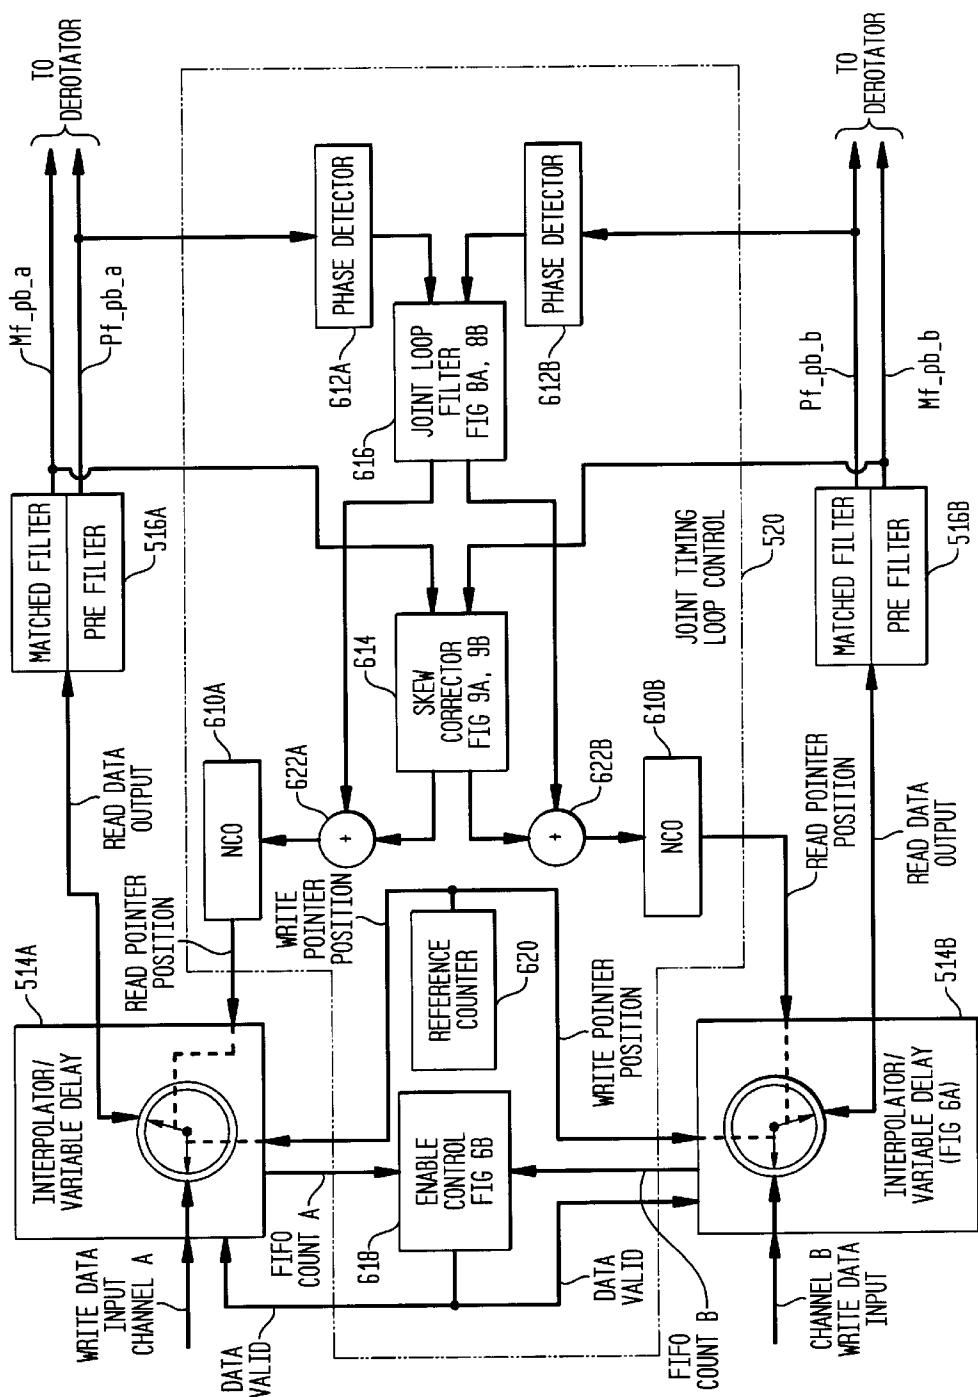 TO
DEROTATOR
Mf_pb_a
Pf_pb_a
MATCHED FILTER
PRE FILTER
516A
READ DATA
OUTPUT
READ POINTER
POSITION
514A
INTERPOLATOR/
VARIABLE DELAY
WRITE DATA
INPUT
CHANNEL A
DATA
VALID
FIFO
COUNT A
PHASE DETECTOR
612A
JOINT LOOP
FILTER
FIG 8A, 8B
616
PHASE DETECTOR
612B
SKEW
CORRECTOR
FIG 9A, 9B
614
610A
NCO
622A
+
WRITE
POINTER
POSITION
REFERENCE
COUNTER
620
622B
+
610B
NCO
WRITE POINTER
POSITION
ENABLE
CONTROL
FIG 6B
618
JOINT TIMING
LOOP CONTROL
520
DATA
VALID
FIFO
COUNT B
TO
DEROTATOR
Pf_pb_b
Mf_pb_b
MATCHED FILTER
PRE FILTER
516B
READ POINTER
POSITION
READ DATA
OUTPUT
514B
INTERPOLATOR/
VARIABLE DELAY
(FIG 6A)
CHANNEL B
WRITE DATA
INPUT